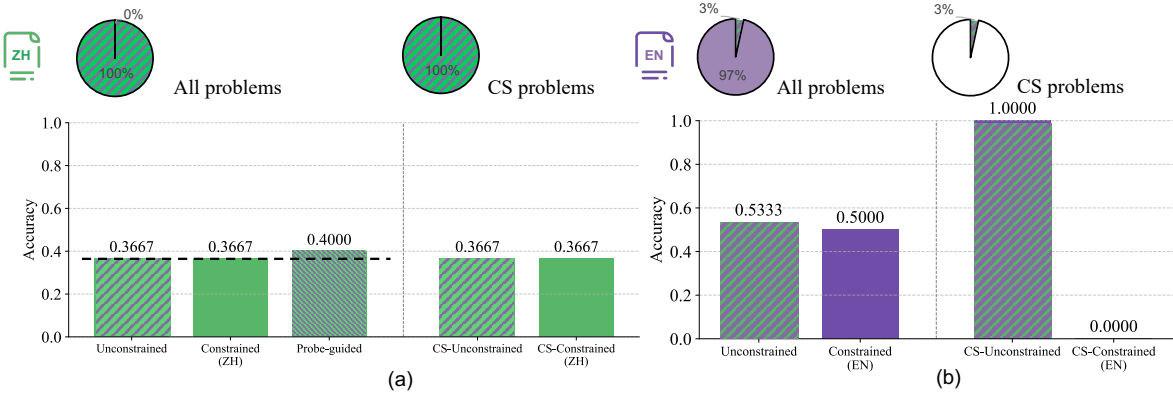 ZH
0%
100%
All problems
100%
CS problems
1.0
0.8
0.6
0.4
0.2
0.0
Accuracy
0.3667
0.3667
0.4000
0.3667
0.3667
Unconstrained
Constrained
(ZH)
Probe-guided
CS-Unconstrained
CS-Constrained
(ZH)
(a)
EN
3%
97%
All problems
3%
CS problems
1.0
0.8
0.6
0.4
0.2
0.0
Accuracy
0.5333
0.5000
1.0000
0.0000
Unconstrained
Constrained
(EN)
CS-Unconstrained
CS-Constrained
(EN)
(b)